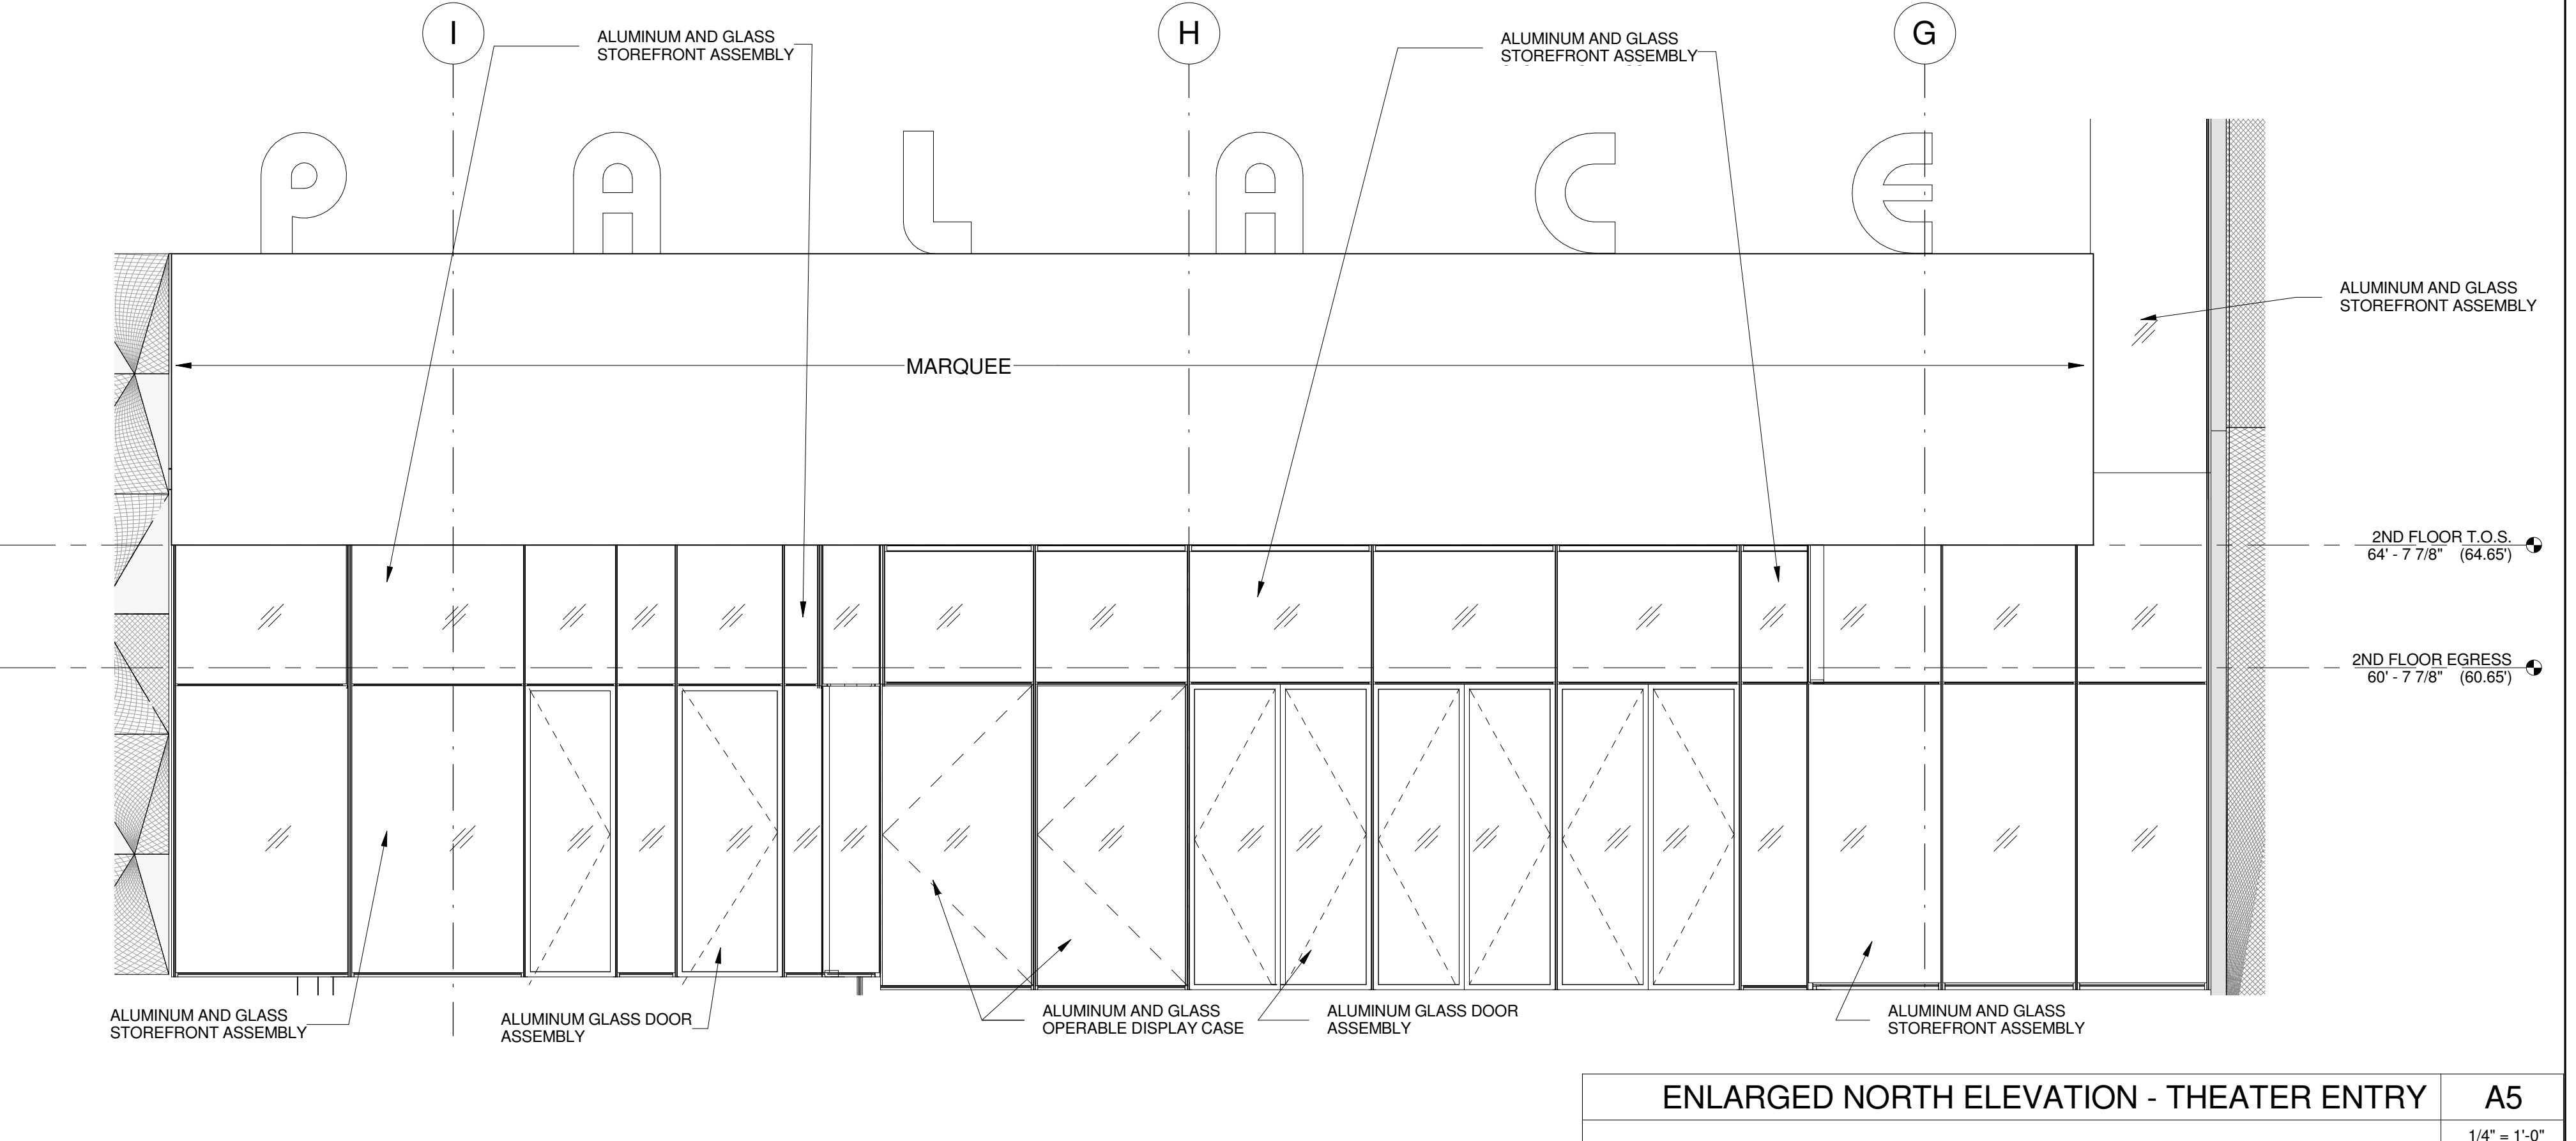 I
H
G
ALUMINUM AND GLASS
STOREFRONT ASSEMBLY
ALUMINUM AND GLASS
STOREFRONT ASSEMBLY
PALACE
ALUMINUM AND GLASS
STOREFRONT ASSEMBLY
MARQUEE
2ND FLOOR T.O.S.
64' - 7 7/8" (64.65')
2ND FLOOR EGRESS
60' - 7 7/8" (60.65')
ALUMINUM AND GLASS
STOREFRONT ASSEMBLY
ALUMINUM GLASS DOOR
ASSEMBLY
ALUMINUM AND GLASS
OPERABLE DISPLAY CASE
ALUMINUM GLASS DOOR
ASSEMBLY
ALUMINUM AND GLASS
STOREFRONT ASSEMBLY
ENLARGED NORTH ELEVATION - THEATER ENTRY
A5
1/4" = 1'-0"